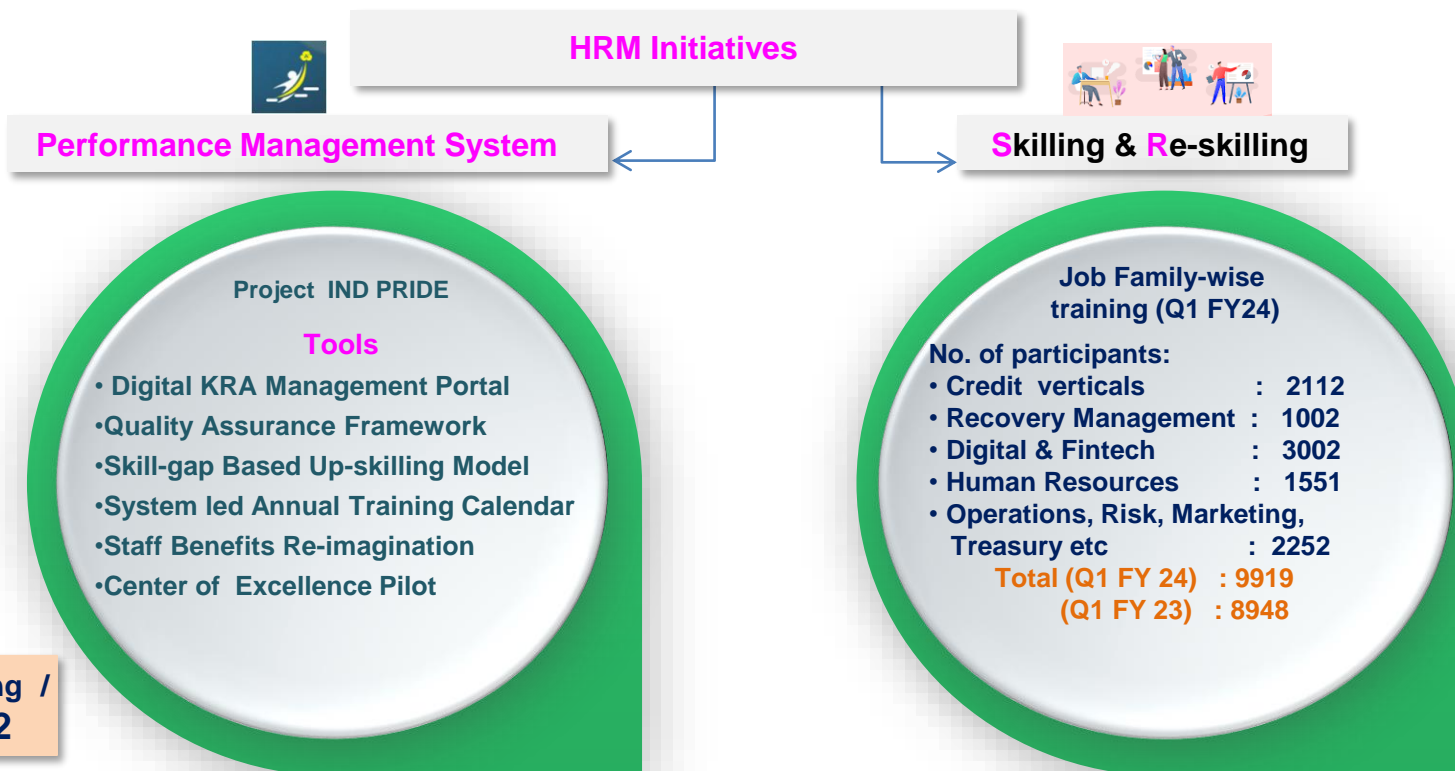 HRM Initiatives
Performance Management System
Project IND PRIDE
Tools
• Digital KRA Management Portal
•Quality Assurance Framework
•Skill-gap Based Up-skilling Model
•System led Annual Training Calendar
•Staff Benefits Re-imagination
•Center of Excellence Pilot
Skilling & Re-skilling
Job Family-wise
training (Q1 FY24)
No. of participants:
• Credit verticals : 2112
• Recovery Management : 1002
• Digital & Fintech : 3002
• Human Resources : 1551
• Operations, Risk, Marketing,
Treasury etc : 2252
Total (Q1 FY 24) : 9919
(Q1 FY 23) : 8948
/
2